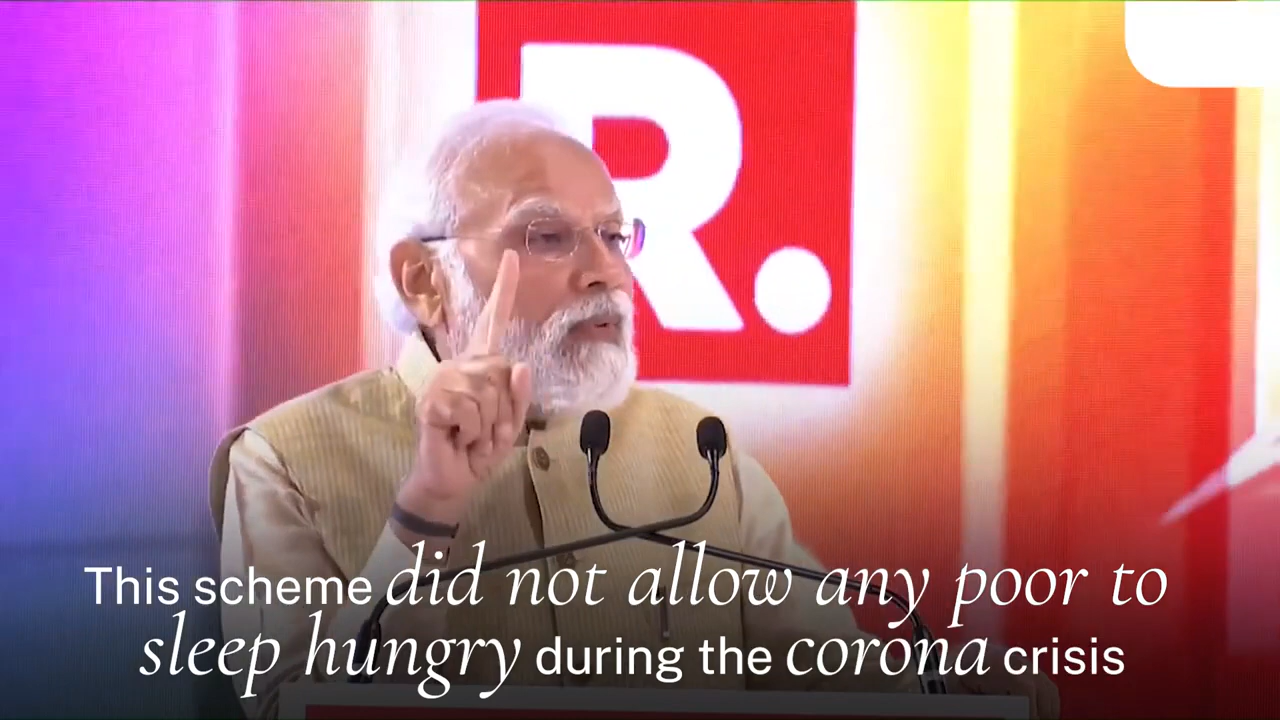 R.
This scheme did not allow any poor to
sleep hungry during the corona crisis